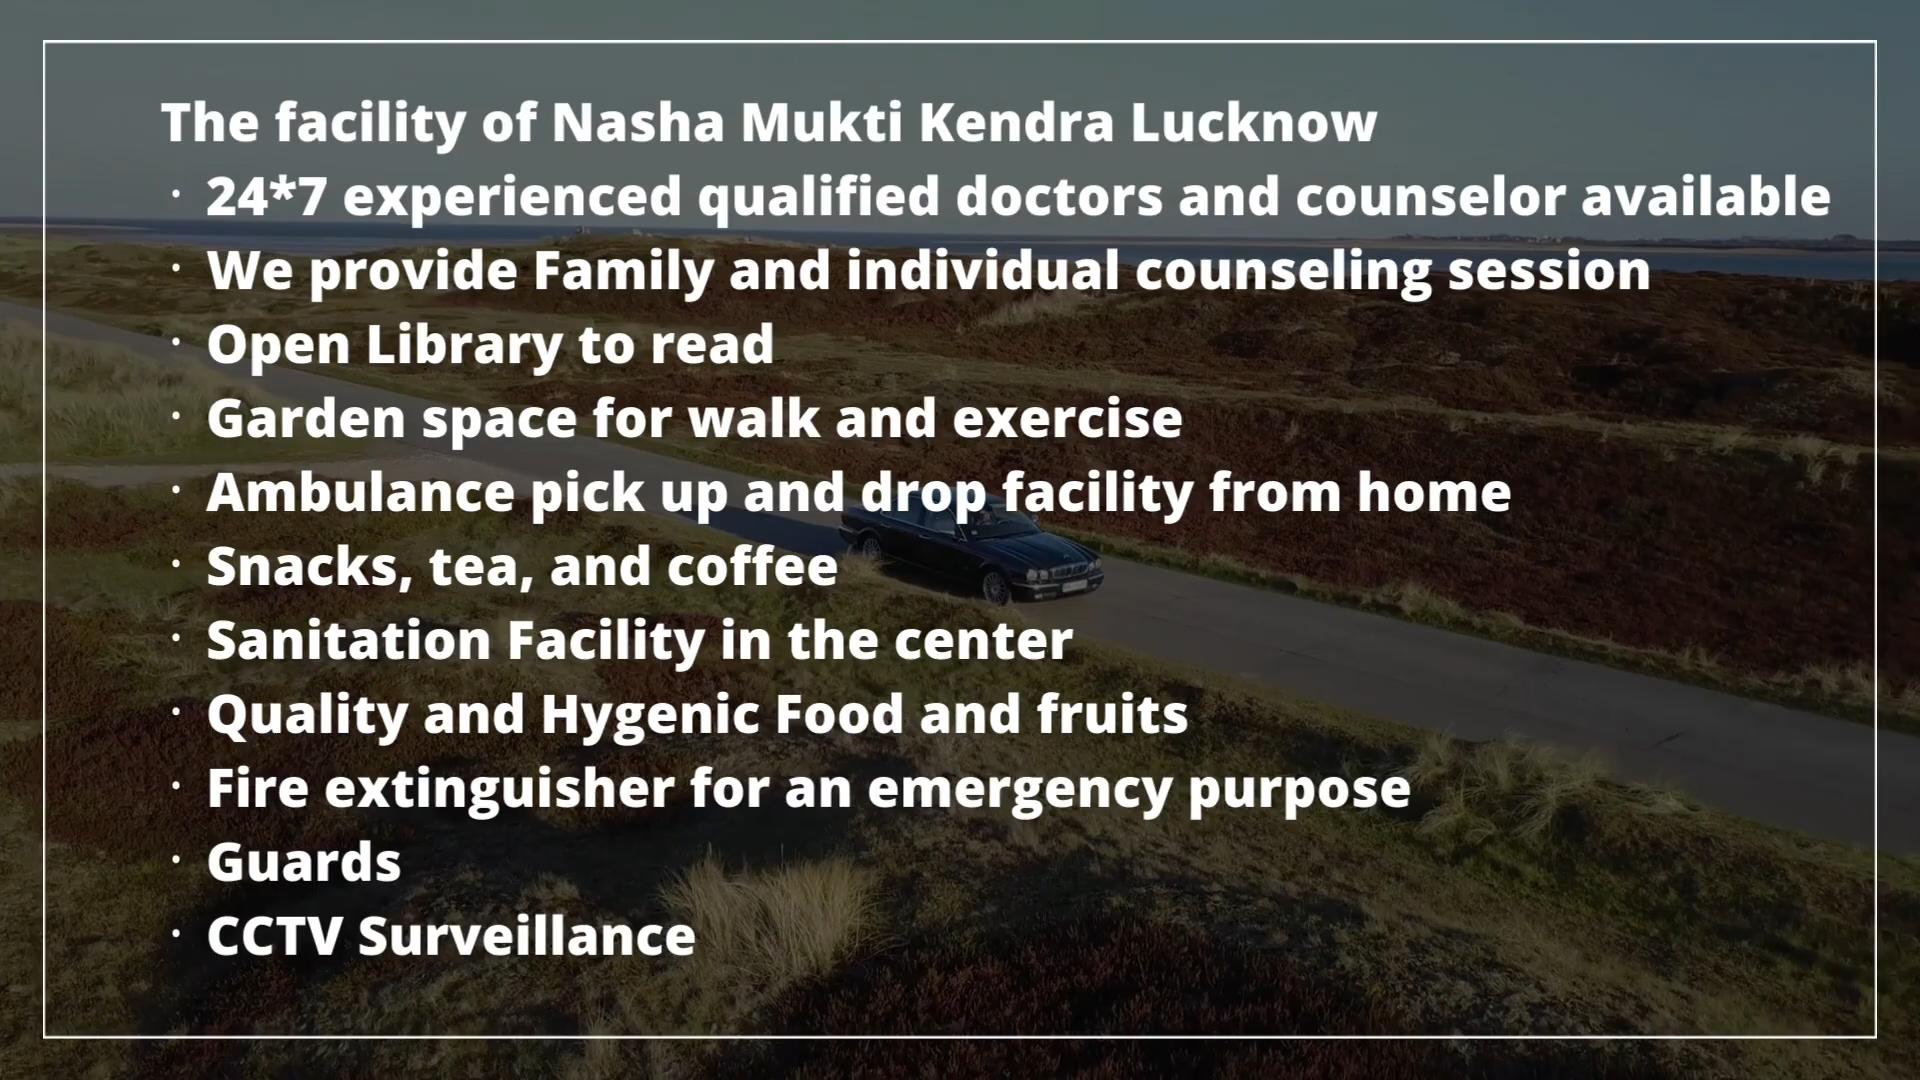 The facility of Nasha Mukti Kendra Lucknow
· 24*7 experienced qualified doctors and counselor available
· We provide Family and individual counseling session
· Open Library to read
· Garden space for walk and exercise
· Ambulance pick up and drop facility from home
· Snacks, tea, and coffee
· Sanitation Facility in the center
· Quality and Hygenic Food and fruits
· Fire extinguisher for an emergency purpose
· Guards
· CCTV Surveillance